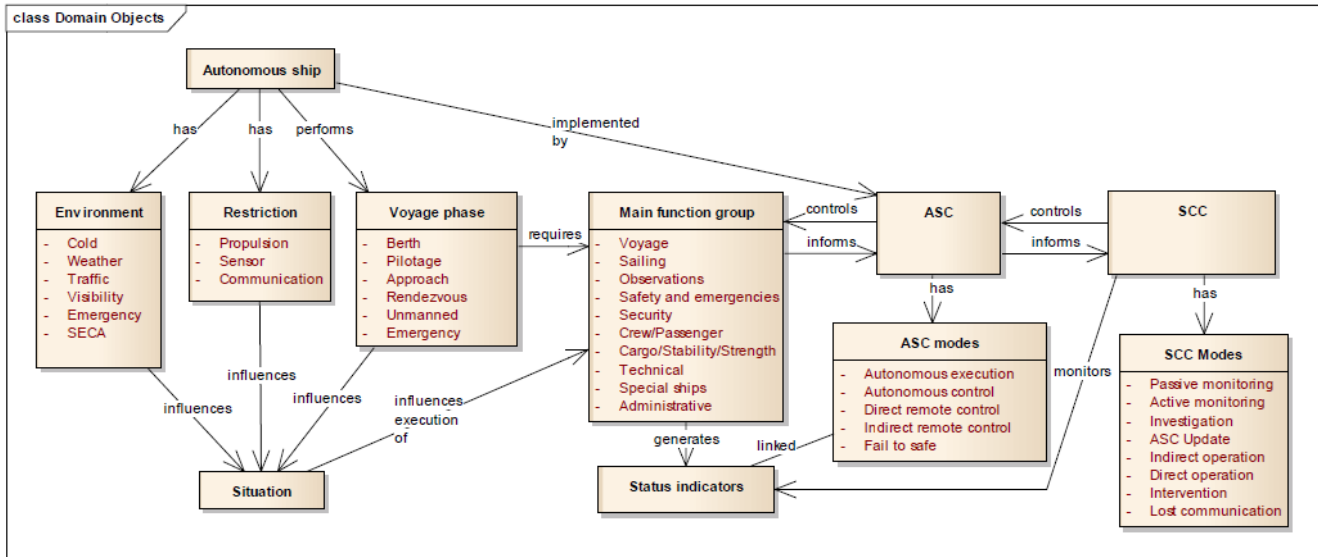 class Domain Objects
Autonomous ship
has
has
performs
implemented
by
Environment
- Cold
- Weather
- Traffic
- Visibility
- Emergency
- SECA
Restriction
- Propulsion
- Sensor
- Communication
Voyage phase
- Berth
- Pilotage
- Approach
- Rendezvous
- Unmanned
- Emergency
requires
Main function group
- Voyage
- Sailing
- Observations
- Safety and emergencies
- Security
- Crew/Passenger
- Cargo/Stability/Strength
- Technical
- Special ships
- Administrative
controls
informs
ASC
controls
informs
SCC
has
has
ASC modes
- Autonomous execution
- Autonomous control
- Direct remote control
- Indirect remote control
- Fail to safe
monitors
SCC Modes
- Passive monitoring
- Active monitoring
- Investigation
- ASC Update
- Indirect operation
- Direct operation
- Intervention
- Lost communication
influences
influences
influences
influences
execution
of
generates
linked
Situation
Status indicators